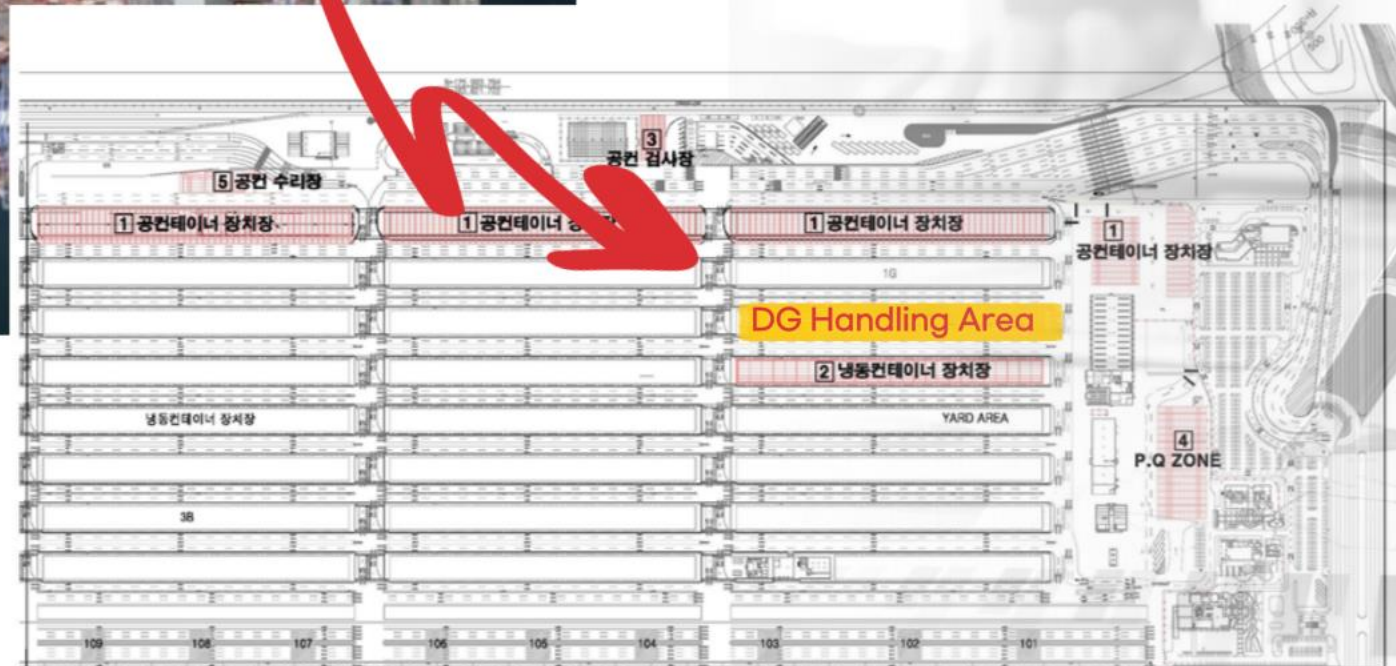 3
공컨 검사장
5 공컨 수리장
1 공컨테이너 장치장
1 공컨테이너
1 공컨테이너 장치장
1
공컨테이너 장치장
1G
DG Handling Area
2 냉동컨테이너 장치장
냉동컨테이너 장치장
YARD AREA
4
P.Q ZONE
3B
109 108 107 106 105 104 103 102 101